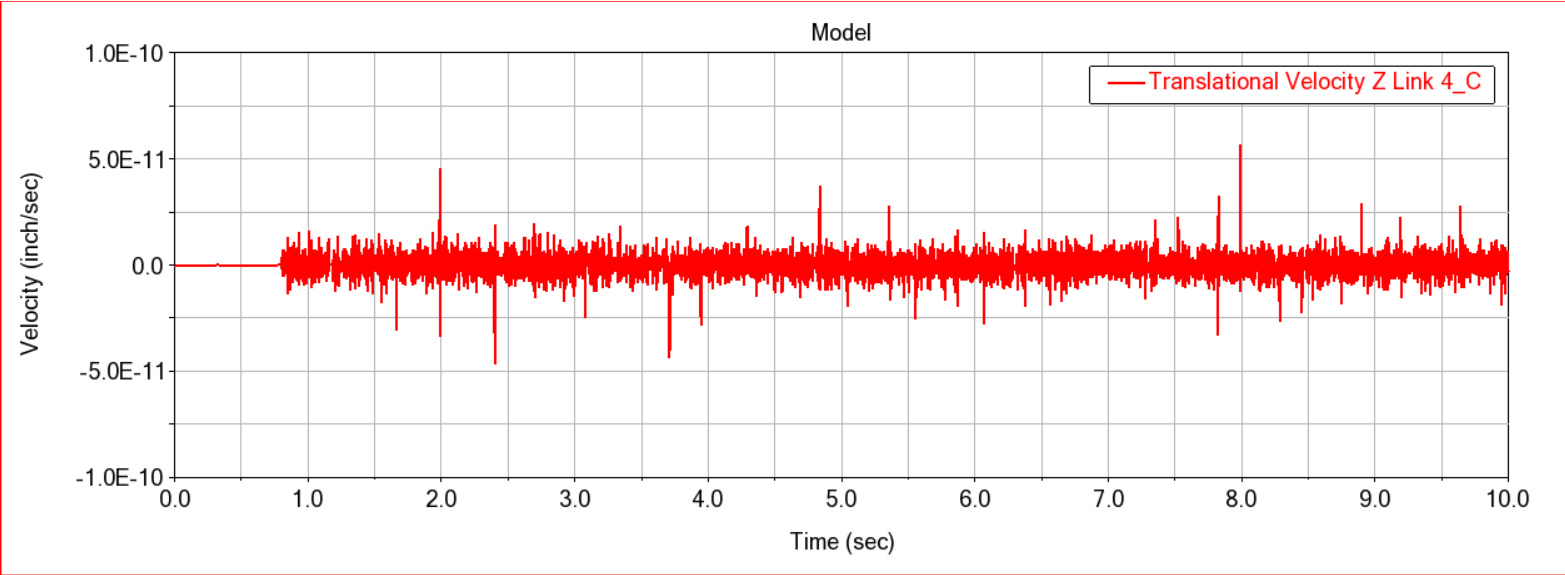 Model
1.0E-10
Translational Velocity Z Link 4_C
5.0E-11
0.0
-5.0E-11
-1.0E-10
Velocity (inch/sec)
0.0 1.0 2.0 3.0 4.0 5.0 6.0 7.0 8.0 9.0 10.0
Time (sec)